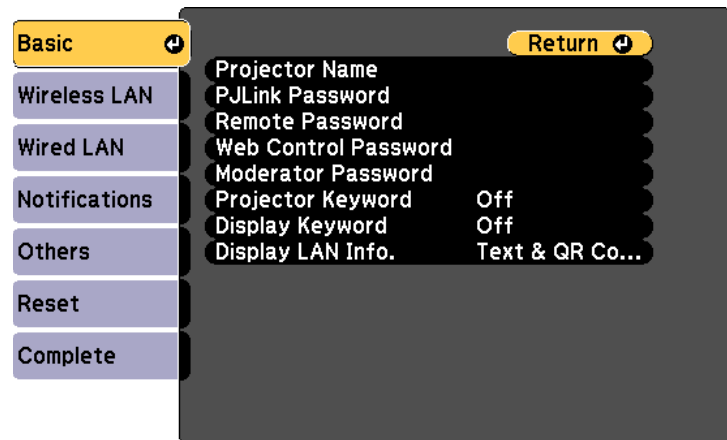 Basic
Wireless LAN
Wired LAN
Notifications
Others
Reset
Complete
Return
Projector Name
PJLink Password
Remote Password
Web Control Password
Moderator Password
Projector Keyword Off
Display Keyword Off
Display LAN Info. Text & QR Co...